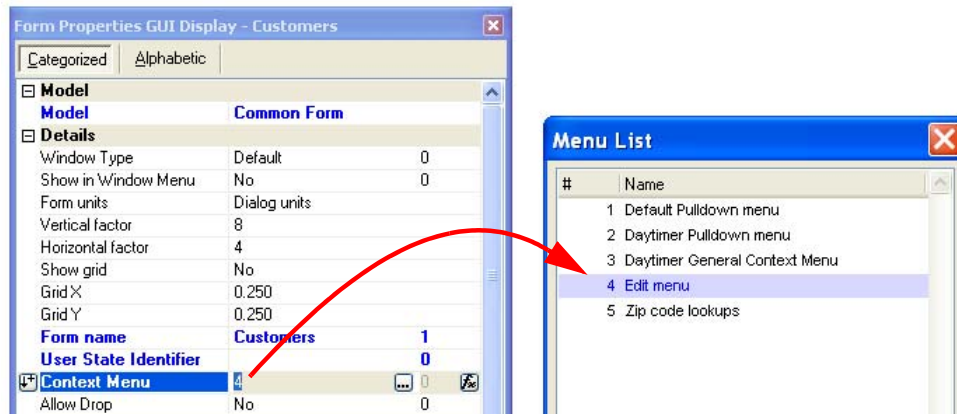 Form Properties GUI Display - Customers
Categorized Alphabetic
Model
Model Common Form
Details
Window Type Default 0
Show in Window Menu No 0
Form units Dialog units
Vertical factor 8
Horizontal factor 4
Show grid No
Grid X 0.250
Grid Y 0.250
Form name Customers 1
User State Identifier 0
Context Menu 4 ... 0 fx
Allow Drop No 0
Menu List
# Name
1 Default Pulldown menu
2 Daytimer Pulldown menu
3 Daytimer General Context Menu
4 Edit menu
5 Zip code lookups